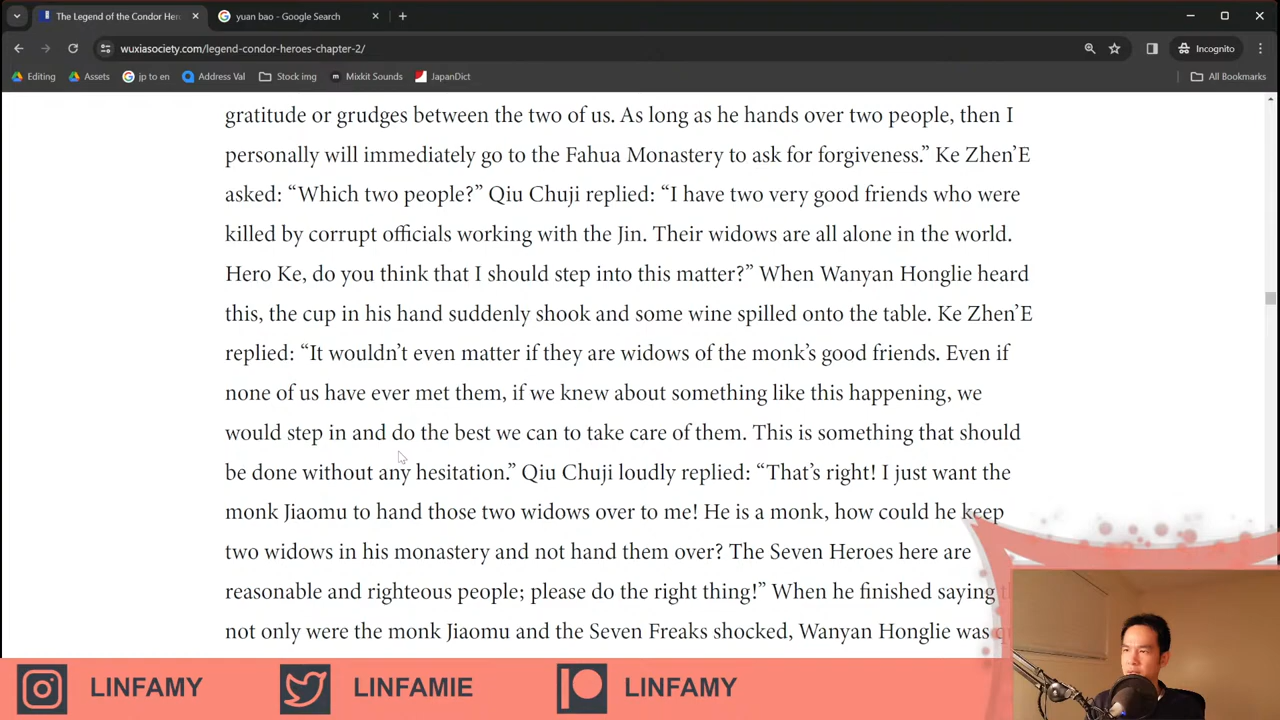 The Legend of the Condor Her
yuan bao - Google Search
wuxiasociety.com/legend-condor-heroes-chapter-2/
Incognito
Editing
Assets
jp to en
Address Val
Stock img
Mixkit Sounds
JapanDict
All Bookmarks
gratitude or grudges between the two of us. As long as he hands over two people, then I
personally will immediately go to the Fahua Monastery to ask for forgiveness.” Ke Zhen’E
asked: “Which two people?” Qiu Chuji replied: “I have two very good friends who were
killed by corrupt officials working with the Jin. Their widows are all alone in the world.
Hero Ke, do you think that I should step into this matter?” When Wanyan Honglie heard
this, the cup in his hand suddenly shook and some wine spilled onto the table. Ke Zhen’E
replied: “It wouldn’t even matter if they are widows of the monk’s good friends. Even if
none of us have ever met them, if we knew about something like this happening, we
would step in and do the best we can to take care of them. This is something that should
be done without any hesitation.” Qiu Chuji loudly replied: “That’s right! I just want the
monk Jiaomu to hand those two widows over to me! He is a monk, how could he keep
two widows in his monastery and not hand them over? The Seven Heroes here are
reasonable and righteous people; please do the right thing!” When he finished saying
not only were the monk Jiaomu and the Seven Freaks shocked, Wanyan Honglie was
LINFAMY
LINFAMIE
LINFAMY